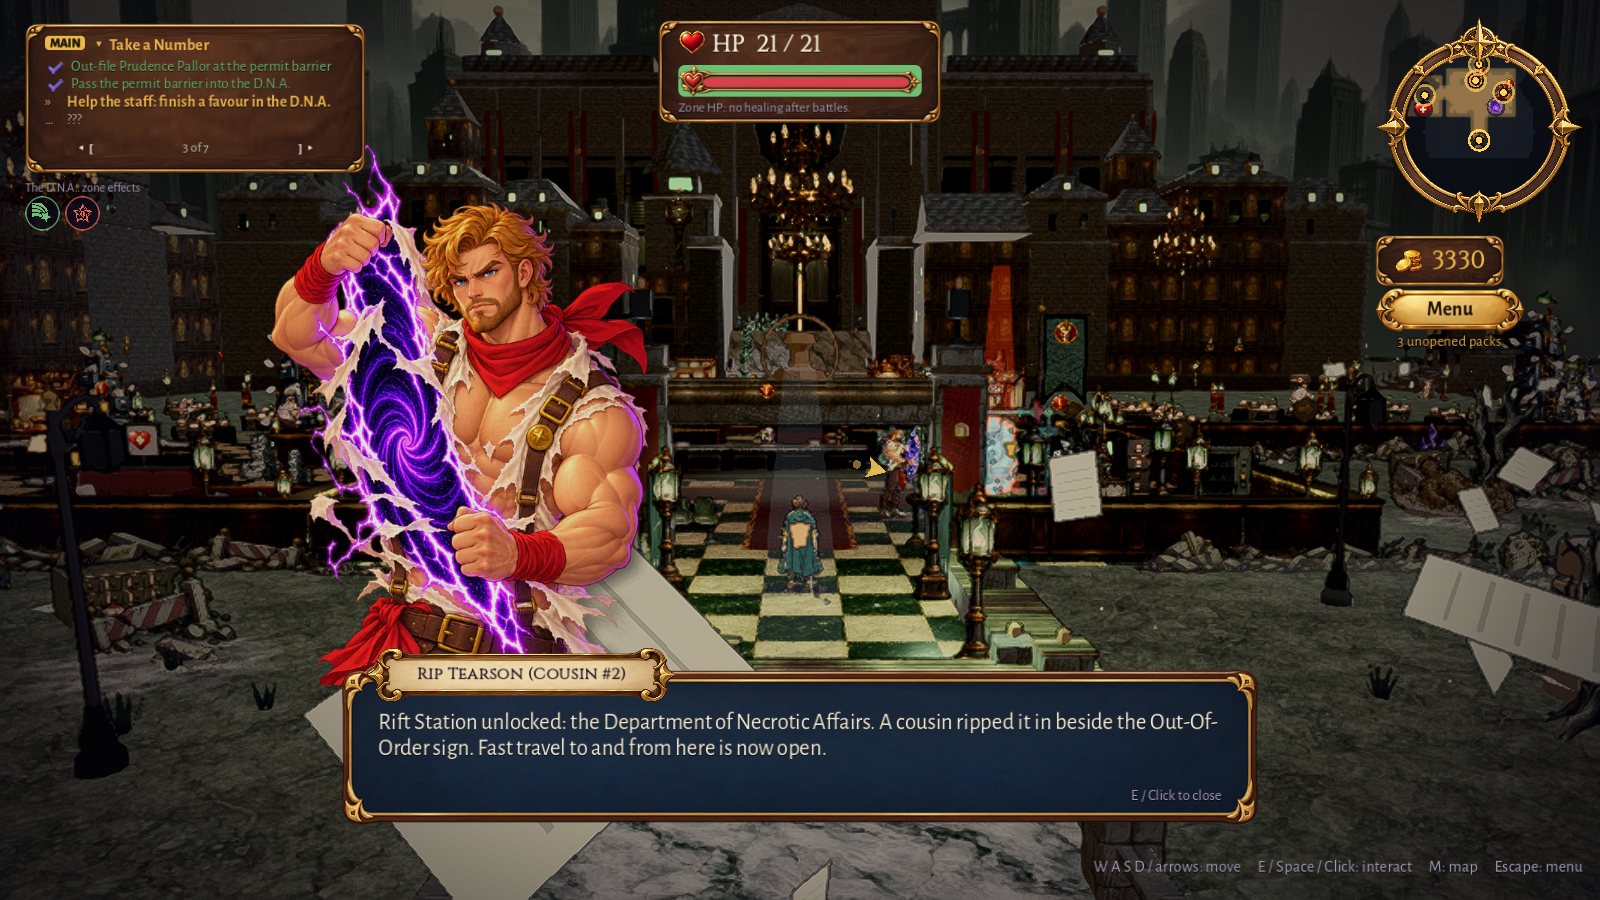 MAIN ▾ Take a Number
Out-file Prudence Pallor at the permit barrier
Pass the permit barrier into the D.N.A.
» Help the staff: finish a favour in the D.N.A.
... ???
◂ [ 3 of 7 ] ▸
The D.N.A.: zone effects
HP 21 / 21
Zone HP: no healing after battles.
3330
Menu
3 unopened packs
RIP TEARSON (COUSIN #2)
Rift Station unlocked: the Department of Necrotic Affairs. A cousin ripped it in beside the Out-Of-
Order sign. Fast travel to and from here is now open.
E / Click to close
W A S D / arrows: move E / Space / Click: interact M: map Escape: menu